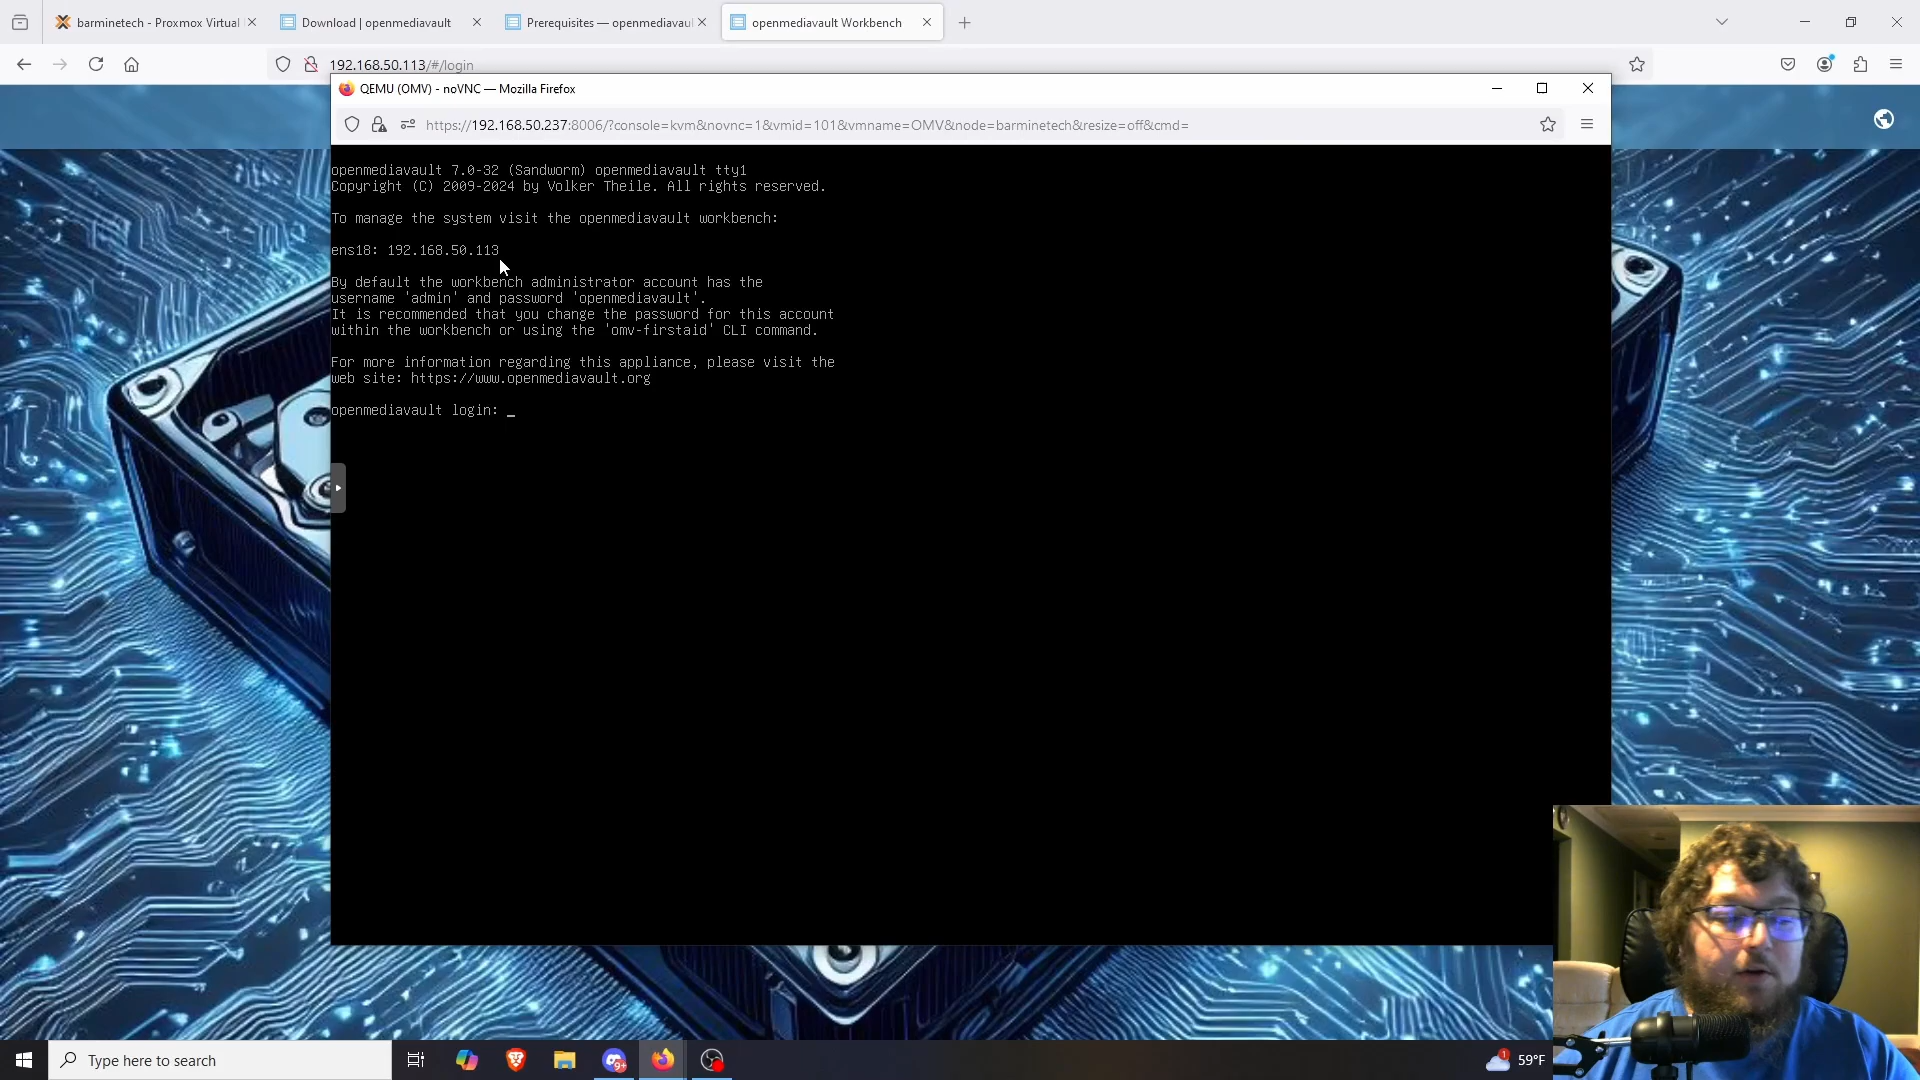 barminetech - Proxmox Virtual
Download | openmediavault
Prerequisites — openmediavau
openmediavault Workbench
192.168.50.113/#/login
QEMU (OMV) - noVNC — Mozilla Firefox
https://192.168.50.237:8006/?console=kvm&novnc=1&vmid=101&vmname=OMV&node=barminetech&resize=off&cmd=
openmediavault 7.0-32 (Sandworm) openmediavault tty1
Copyright (C) 2009-2024 by Volker Theile. All rights reserved.
To manage the system visit the openmediavault workbench:
ens18: 192.168.50.113
By default the workbench administrator account has the
username 'admin' and password 'openmediavault'.
It is recommended that you change the password for this account
within the workbench or using the 'omv-firstaid' CLI command.
For more information regarding this appliance, please visit the
web site: https://www.openmediavault.org
openmediavault login: _
Type here to search
9+
1
59°F